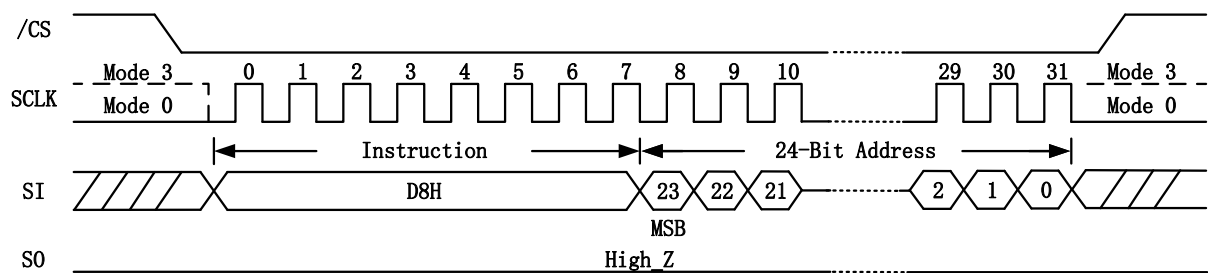 /CS
Mode 3 0 1 2 3 4 5 6 7 8 9 10 29 30 31 Mode 3
SCLK
Mode 0 Mode 0
Instruction 24-Bit Address
SI D8H 23 22 21 2 1 0
MSB
SO High_Z